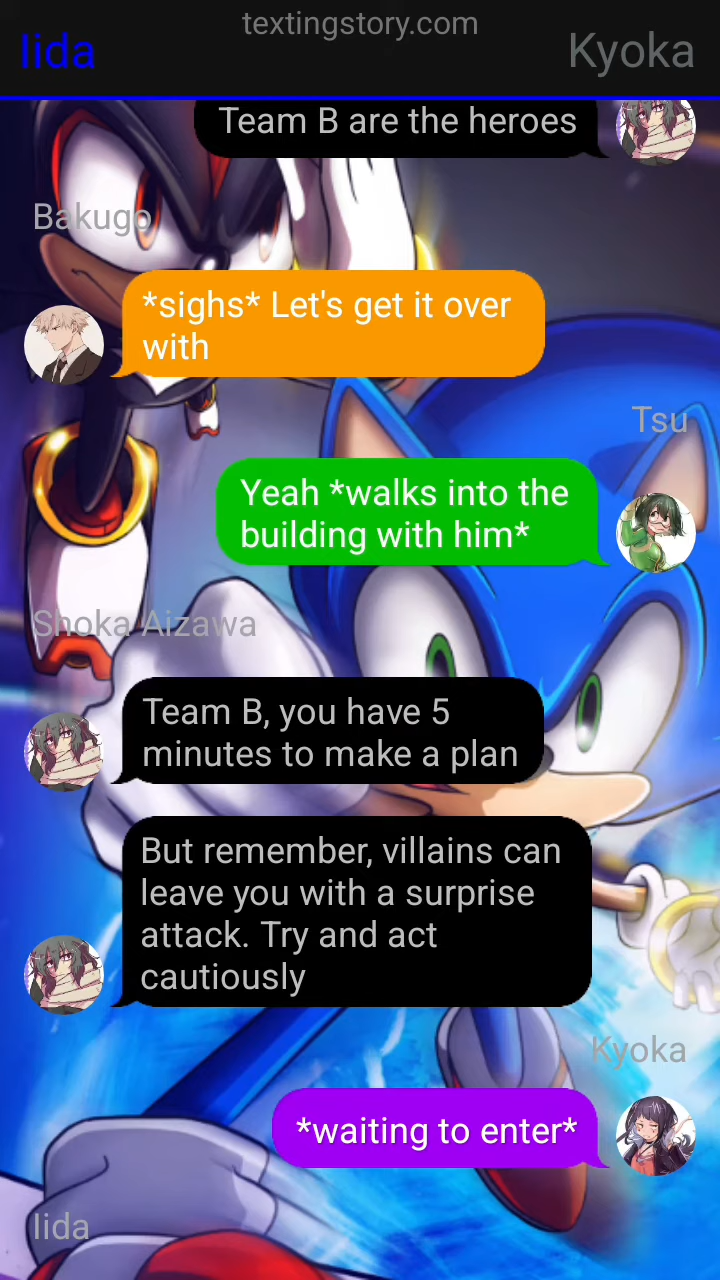 textingstory.com
Iida
Kyoka
Team B are the heroes
Bakugo
*sighs* Let's get it over
with
Tsu
Yeah *walks into the
building with him*
Shoka Aizawa
Team B, you have 5
minutes to make a plan
But remember, villains can
leave you with a surprise
attack. Try and act
cautiously
Kyoka
*waiting to enter*
Iida